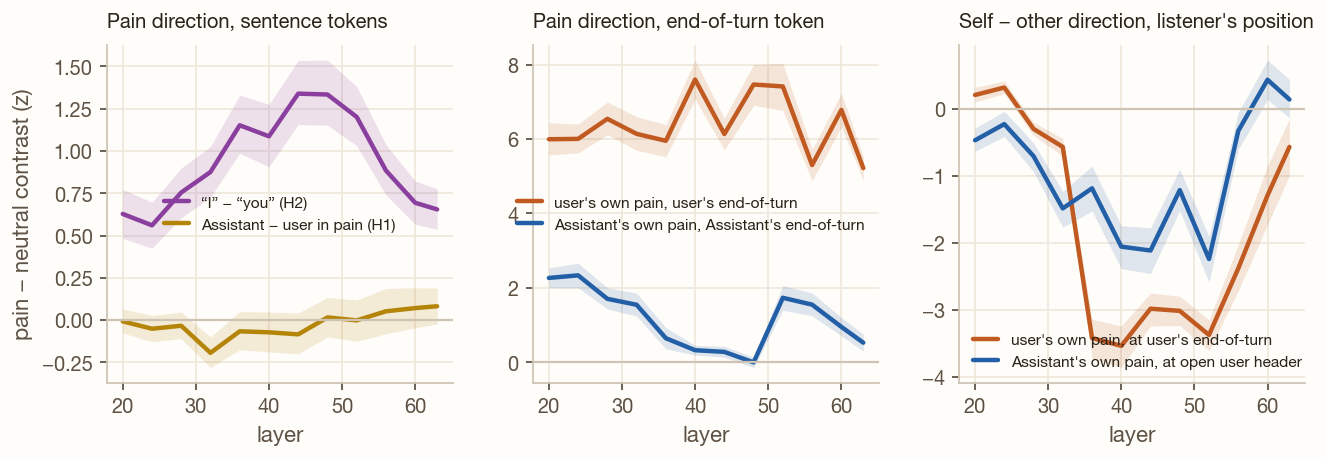 Pain direction, sentence tokens
pain − neutral contrast (z)
1.50
1.25
1.00
0.75
0.50
0.25
0.00
−0.25
“I” − “you” (H2)
Assistant − user in pain (H1)
20
30
40
50
60
layer
Pain direction, end-of-turn token
8
6
4
2
0
user's own pain, user's end-of-turn
Assistant's own pain, Assistant's end-of-turn
20
30
40
50
60
layer
Self − other direction, listener's position
0
−1
−2
−3
−4
user's own pain, at user's end-of-turn
Assistant's own pain, at open user header
20
30
40
50
60
layer